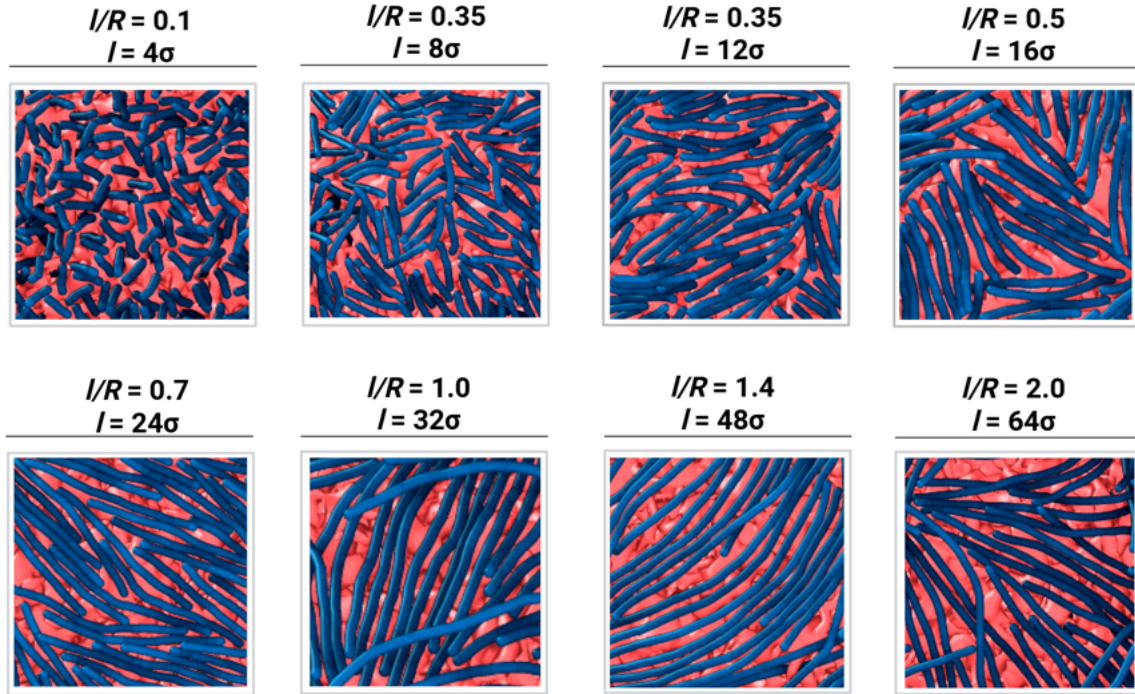 l/R = 0.1
l = 4σ
l/R = 0.35
l = 8σ
l/R = 0.35
l = 12σ
l/R = 0.5
l = 16σ
l/R = 0.7
l = 24σ
l/R = 1.0
l = 32σ
l/R = 1.4
l = 48σ
l/R = 2.0
l = 64σ